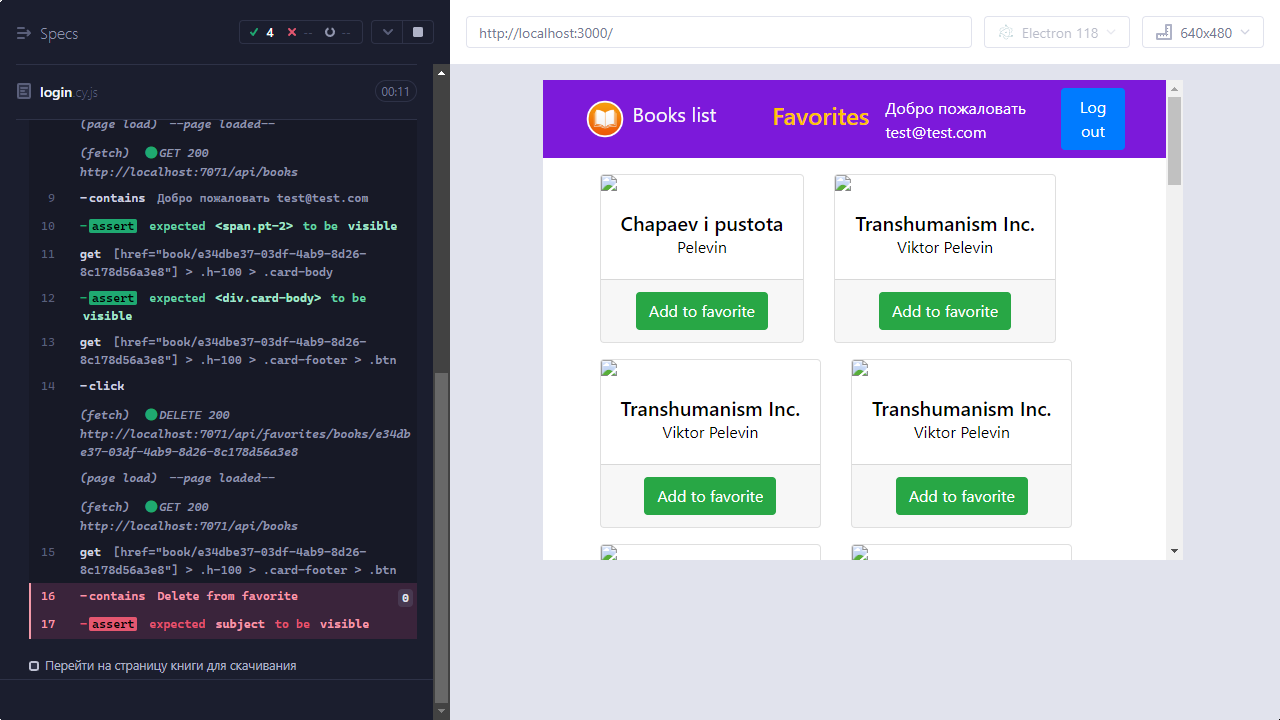 Specs
4
--
--
login.cy.js
00:11
(page load) --page loaded--
(fetch) GET 200
http://localhost:7071/api/books
9 -contains Добро пожаловать test@test.com
10 -assert expected <span.pt-2> to be visible
11 get [href="book/e34dbe37-03df-4ab9-8d26-
8c178d56a3e8"] > .h-100 > .card-body
12 -assert expected <div.card-body> to be
visible
13 get [href="book/e34dbe37-03df-4ab9-8d26-
8c178d56a3e8"] > .h-100 > .card-footer > .btn
14 -click
(fetch) DELETE 200
http://localhost:7071/api/favorites/books/e34db
e37-03df-4ab9-8d26-8c178d56a3e8
(page load) --page loaded--
(fetch) GET 200
http://localhost:7071/api/books
15 get [href="book/e34dbe37-03df-4ab9-8d26-
8c178d56a3e8"] > .h-100 > .card-footer > .btn
16 -contains Delete from favorite 0
17 -assert expected subject to be visible
Перейти на страницу книги для скачивания
http://localhost:3000/
Electron 118
640x480
Books list
Favorites
Добро пожаловать
test@test.com
Log
out
Chapaev i pustota
Pelevin
Add to favorite
Transhumanism Inc.
Viktor Pelevin
Add to favorite
Transhumanism Inc.
Viktor Pelevin
Add to favorite
Transhumanism Inc.
Viktor Pelevin
Add to favorite